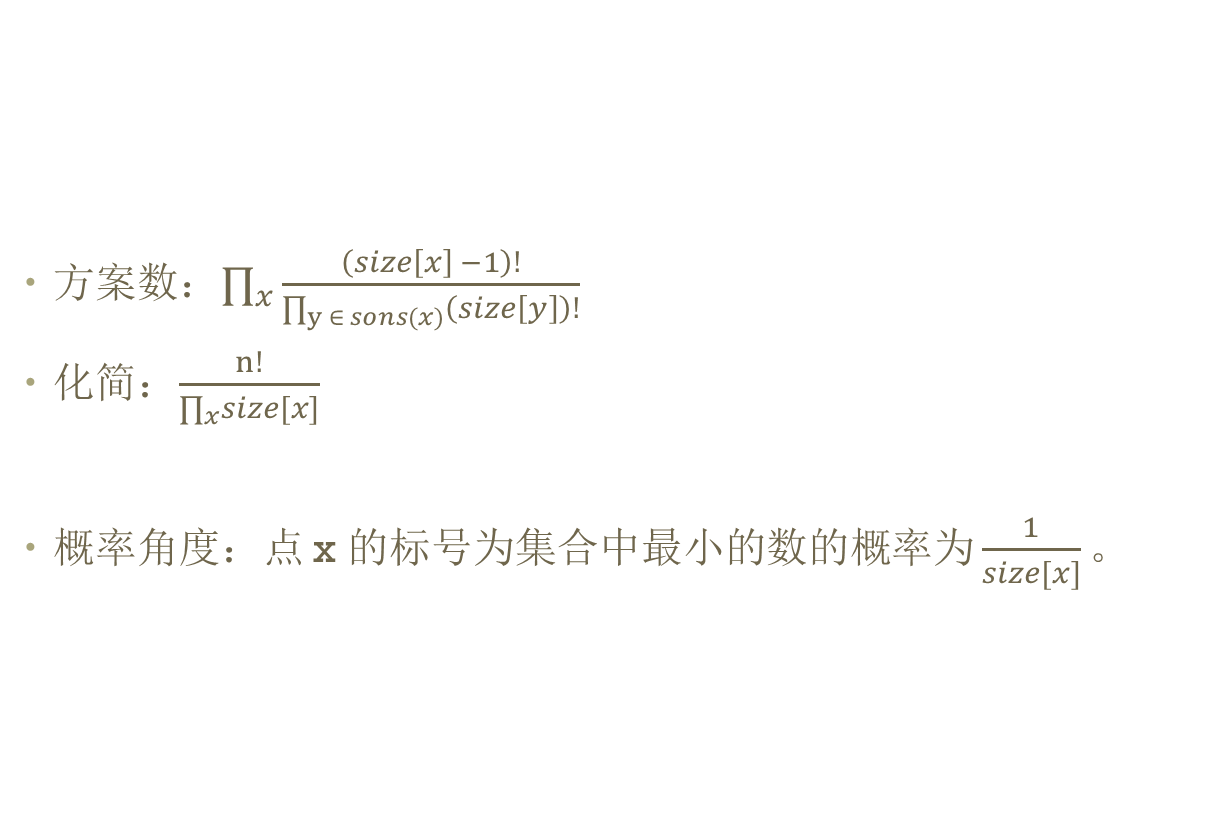 • 方案数：∏ₓ (size[x] −1)! / ∏_{y ∈ sons(x)}(size[y])!
• 化简：n! / ∏ₓ size[x]
• 概率角度：点 x 的标号为集合中最小的数的概率为 1 / size[x] 。